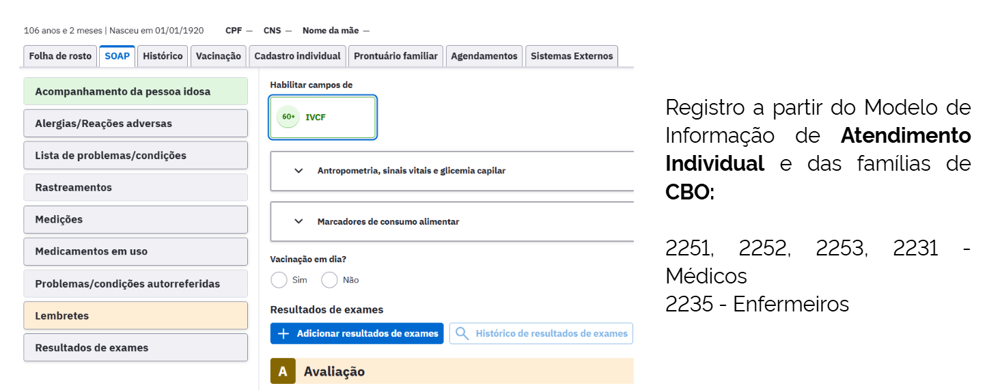 106 anos e 2 meses | Nasceu em 01/01/1920 CPF — CNS — Nome da mãe —
Folha de rosto SOAP Histórico Vacinação Cadastro individual Prontuário familiar Agendamentos Sistemas Externos
Acompanhamento da pessoa idosa
Alergias/Reações adversas
Lista de problemas/condições
Rastreamentos
Medições
Medicamentos em uso
Problemas/condições autorreferidas
Lembretes
Resultados de exames
Habilitar campos de
60+ IVCF
Antropometria, sinais vitais e glicemia capilar
Marcadores de consumo alimentar
Vacinação em dia?
Sim Não
Resultados de exames
Adicionar resultados de exames Histórico de resultados de exames
A Avaliação
Registro a partir do Modelo de
Informação de Atendimento
Individual e das famílias de
CBO:
2251, 2252, 2253, 2231 -
Médicos
2235 - Enfermeiros